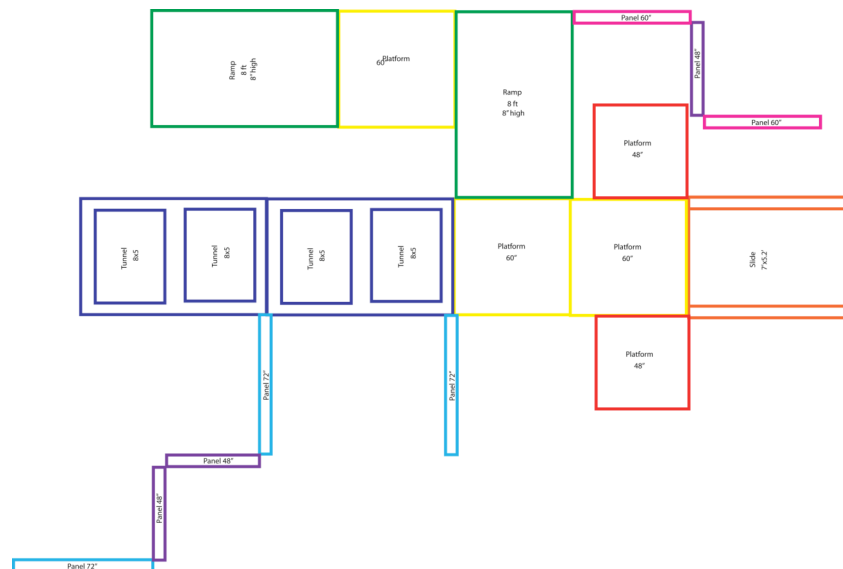 Panel 60"
Ramp
8 ft
8" high
Platform
60"
Panel 48"
Ramp
8 ft
8" high
Panel 60"
Platform
48"
Tunnel
8x5
Tunnel
8x5
Tunnel
8x5
Tunnel
8x5
Platform
60"
Platform
60"
Slide
7'x5.2'
Platform
48"
Panel 72"
Panel 72"
Panel 48"
Panel 48"
Panel 72"